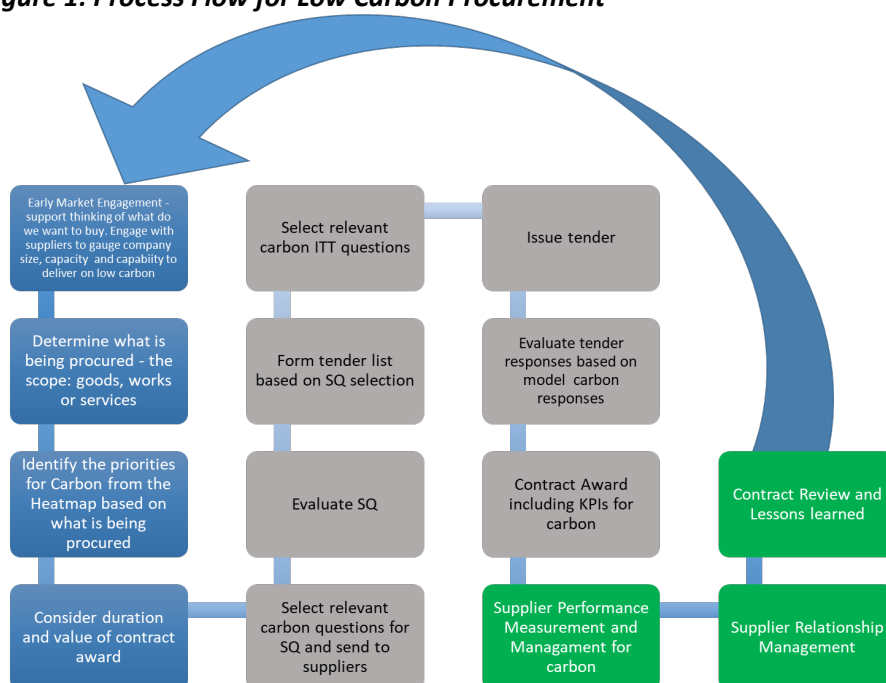 gure 1: Process Flow for Low Carbon Procurement
Early Market Engagement -
support thinking of what do
we want to buy. Engage with
suppliers to gauge company
size, capacity and capabiity to
deliver on low carbon
Determine what is
being procured - the
scope: goods, works
or services
Identify the priorities
for Carbon from the
Heatmap based on
what is being
procured
Consider duration
and value of contract
award
Select relevant
carbon questions for
SQ and send to
suppliers
Evaluate SQ
Form tender list
based on SQ selection
Select relevant
carbon ITT questions
Issue tender
Evaluate tender
responses based on
model carbon
responses
Contract Award
including KPIs for
carbon
Supplier Performance
Measurement and
Managament for
carbon
Supplier Relationship
Management
Contract Review and
Lessons learned